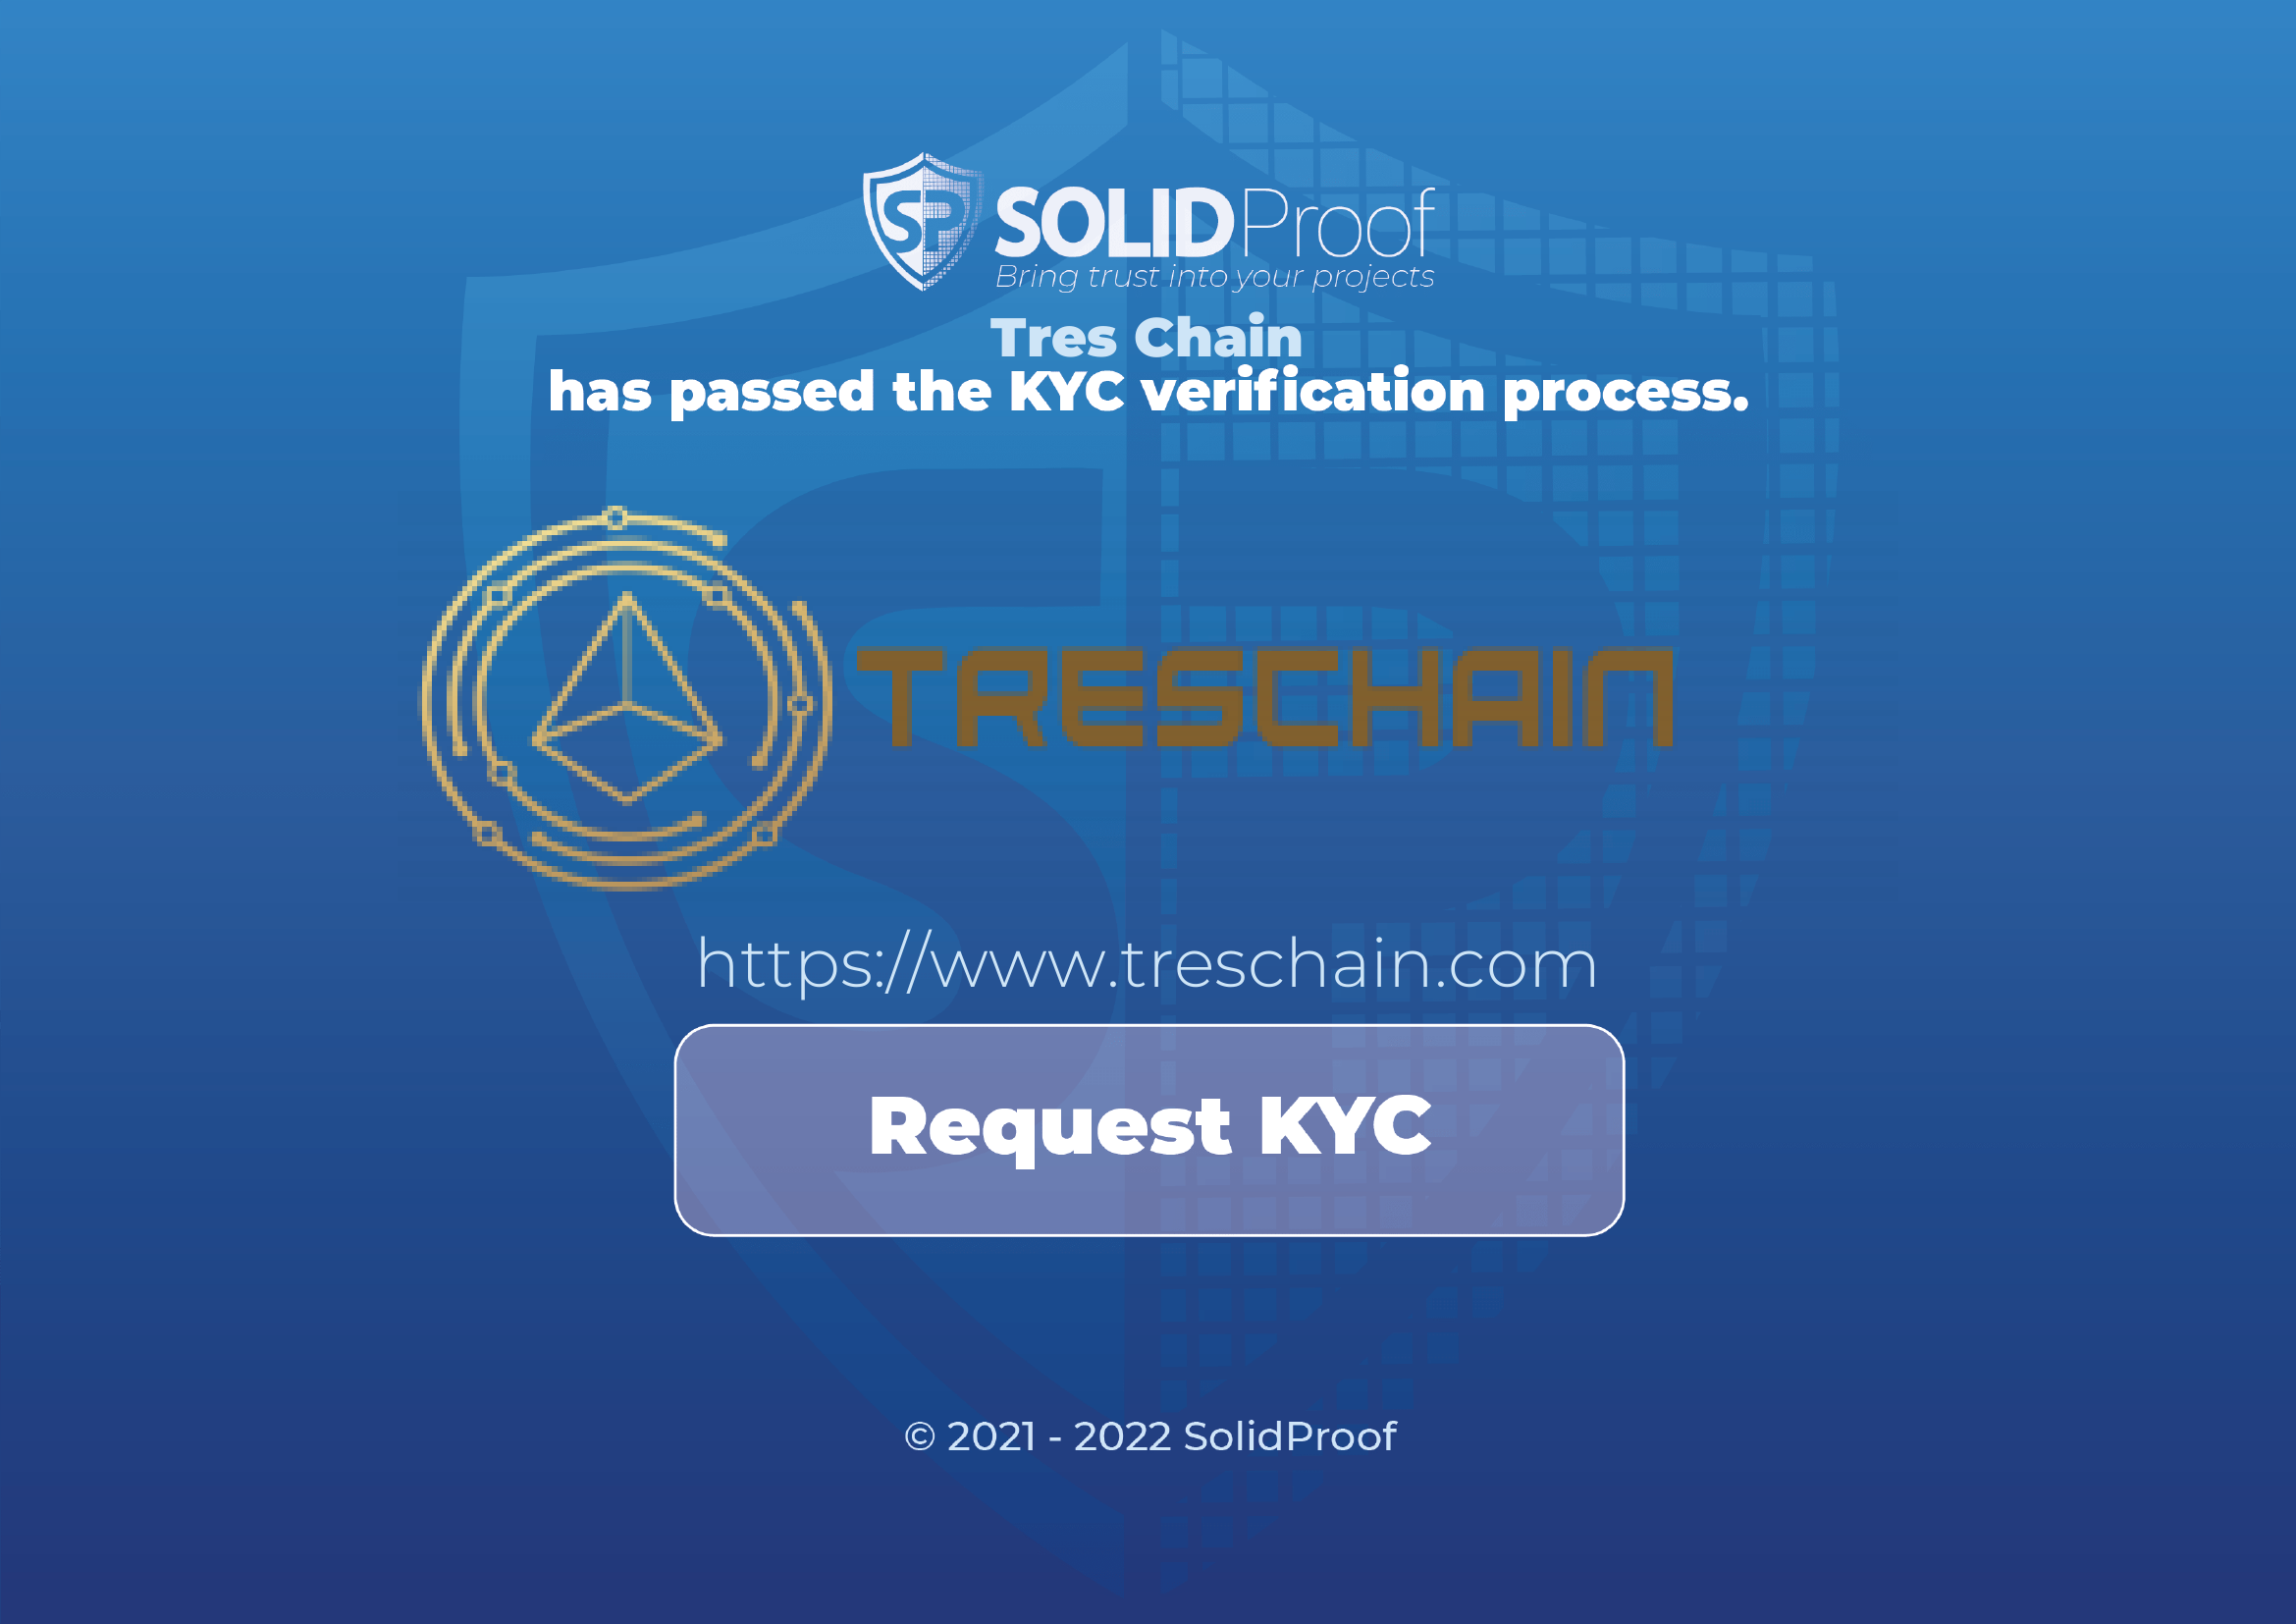 SP SOLIDProof
Bring trust into your projects
Tres Chain
has passed the KYC verification process.
TRESCHAIN
https://www.treschain.com
Request KYC
© 2021 - 2022 SolidProof